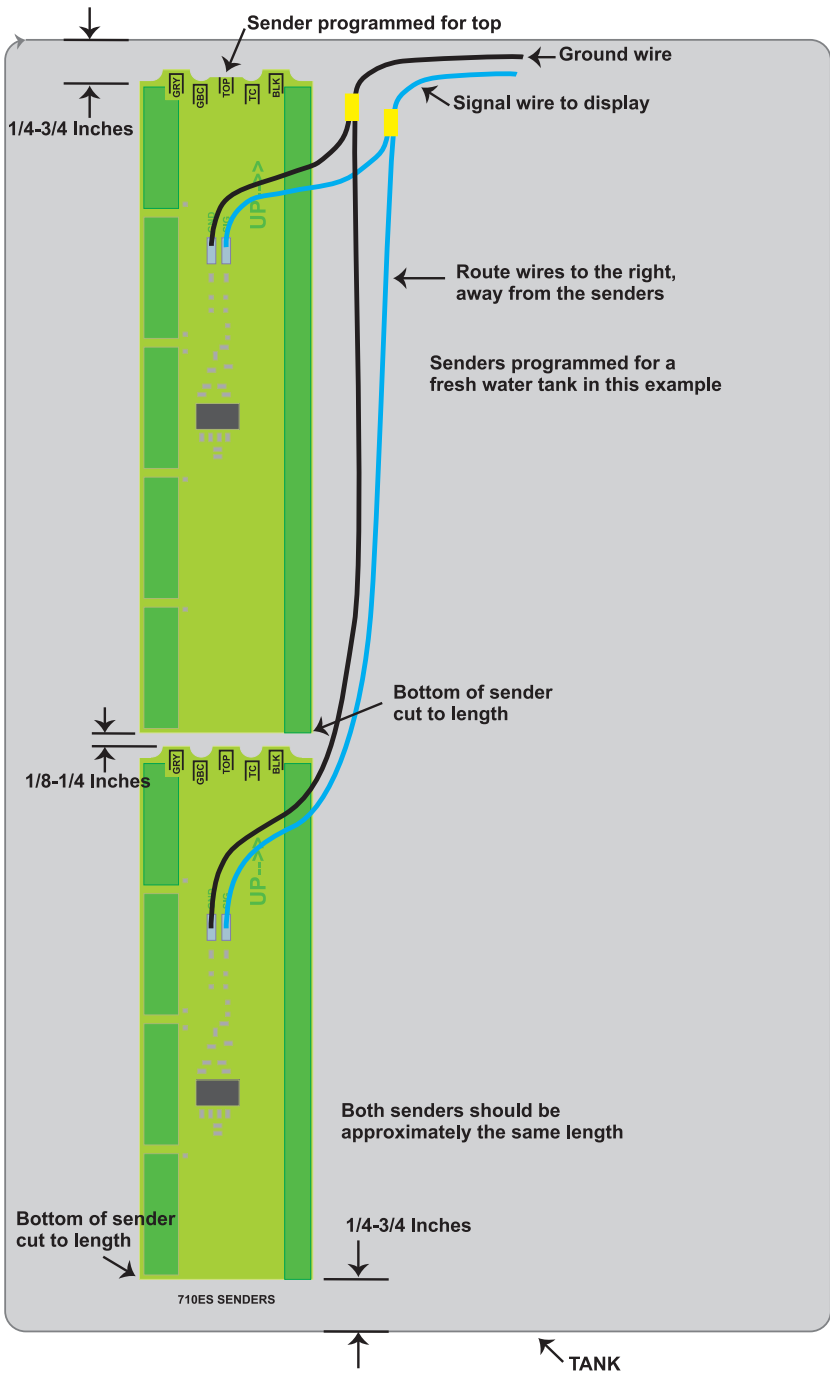 Sender programmed for top
Ground wire
Signal wire to display
1/4-3/4 Inches
GRY
GBC
TOP
TC
BLK
UP-->>
GND
SIG
Route wires to the right,
away from the senders
Senders programmed for a
fresh water tank in this example
Bottom of sender
cut to length
1/8-1/4 Inches
GRY
GBC
TOP
TC
BLK
UP-->>
GND
SIG
Both senders should be
approximately the same length
Bottom of sender
cut to length
1/4-3/4 Inches
710ES SENDERS
TANK